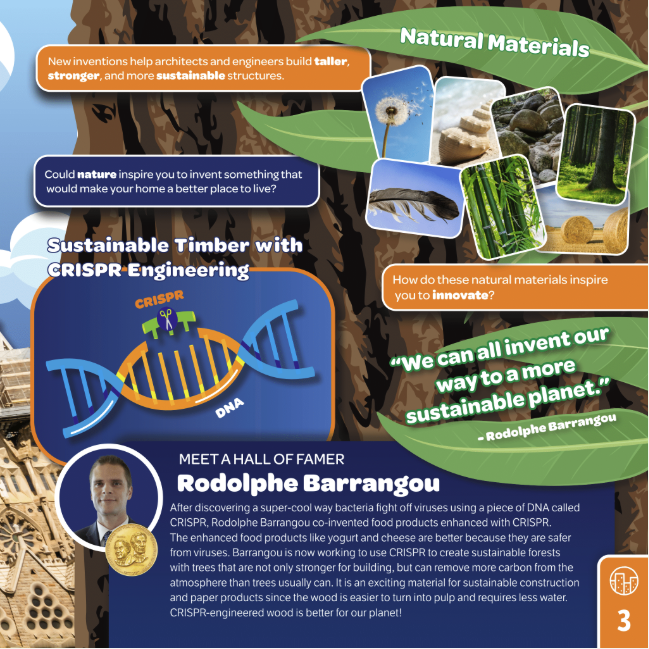 Natural Materials
New inventions help architects and engineers build taller,
stronger, and more sustainable structures.
Could nature inspire you to invent something that
would make your home a better place to live?
Sustainable Timber with
CRISPR Engineering
CRISPR
DNA
How do these natural materials inspire
you to innovate?
“We can all invent our
way to a more
sustainable planet.”
- Rodolphe Barrangou
MEET A HALL OF FAMER
Rodolphe Barrangou
After discovering a super-cool way bacteria fight off viruses using a piece of DNA called
CRISPR, Rodolphe Barrangou co-invented food products enhanced with CRISPR.
The enhanced food products like yogurt and cheese are better because they are safer
from viruses. Barrangou is now working to use CRISPR to create sustainable forests
with trees that are not only stronger for building, but can remove more carbon from the
atmosphere than trees usually can. It is an exciting material for sustainable construction
and paper products since the wood is easier to turn into pulp and requires less water.
CRISPR-engineered wood is better for our planet!
3